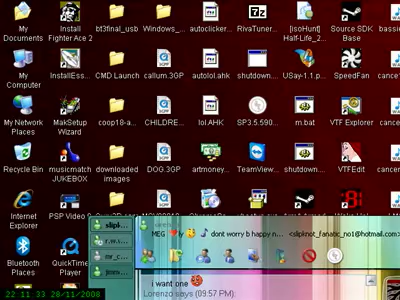 My Documents
Install Fighter Ace 2
bt3final_usb
Windows_...
autoclicker...
RivaTuner...
[isoHunt] Half-Life_2...
Source SDK Base
My Computer
InstallEss...
CMD Launch
callum.3GP
autolol.ahk
shutdown....
USay-1.1.p...
SpeedFan
My Network Places
MakSetup Wizard
coop18-a...
CHILDRE...
lol.AHK
SP3.5.590...
m.bat
VTF Explorer
Recycle Bin
musicmatch JUKEBOX
downloaded images
DOG.3GP
artmoney...
TeamViewer
shutdown....
VTFEdit
Internet Explorer
PSP Video 9
Bluetooth Places
QuickTime Player
slipk...
MEG
ly
dont worry b happy n... <slipknot_fanatic_no1@hotmail.com>
i want one
Lorenzo says (09:57 PM):
22 11 33 28/11/2008